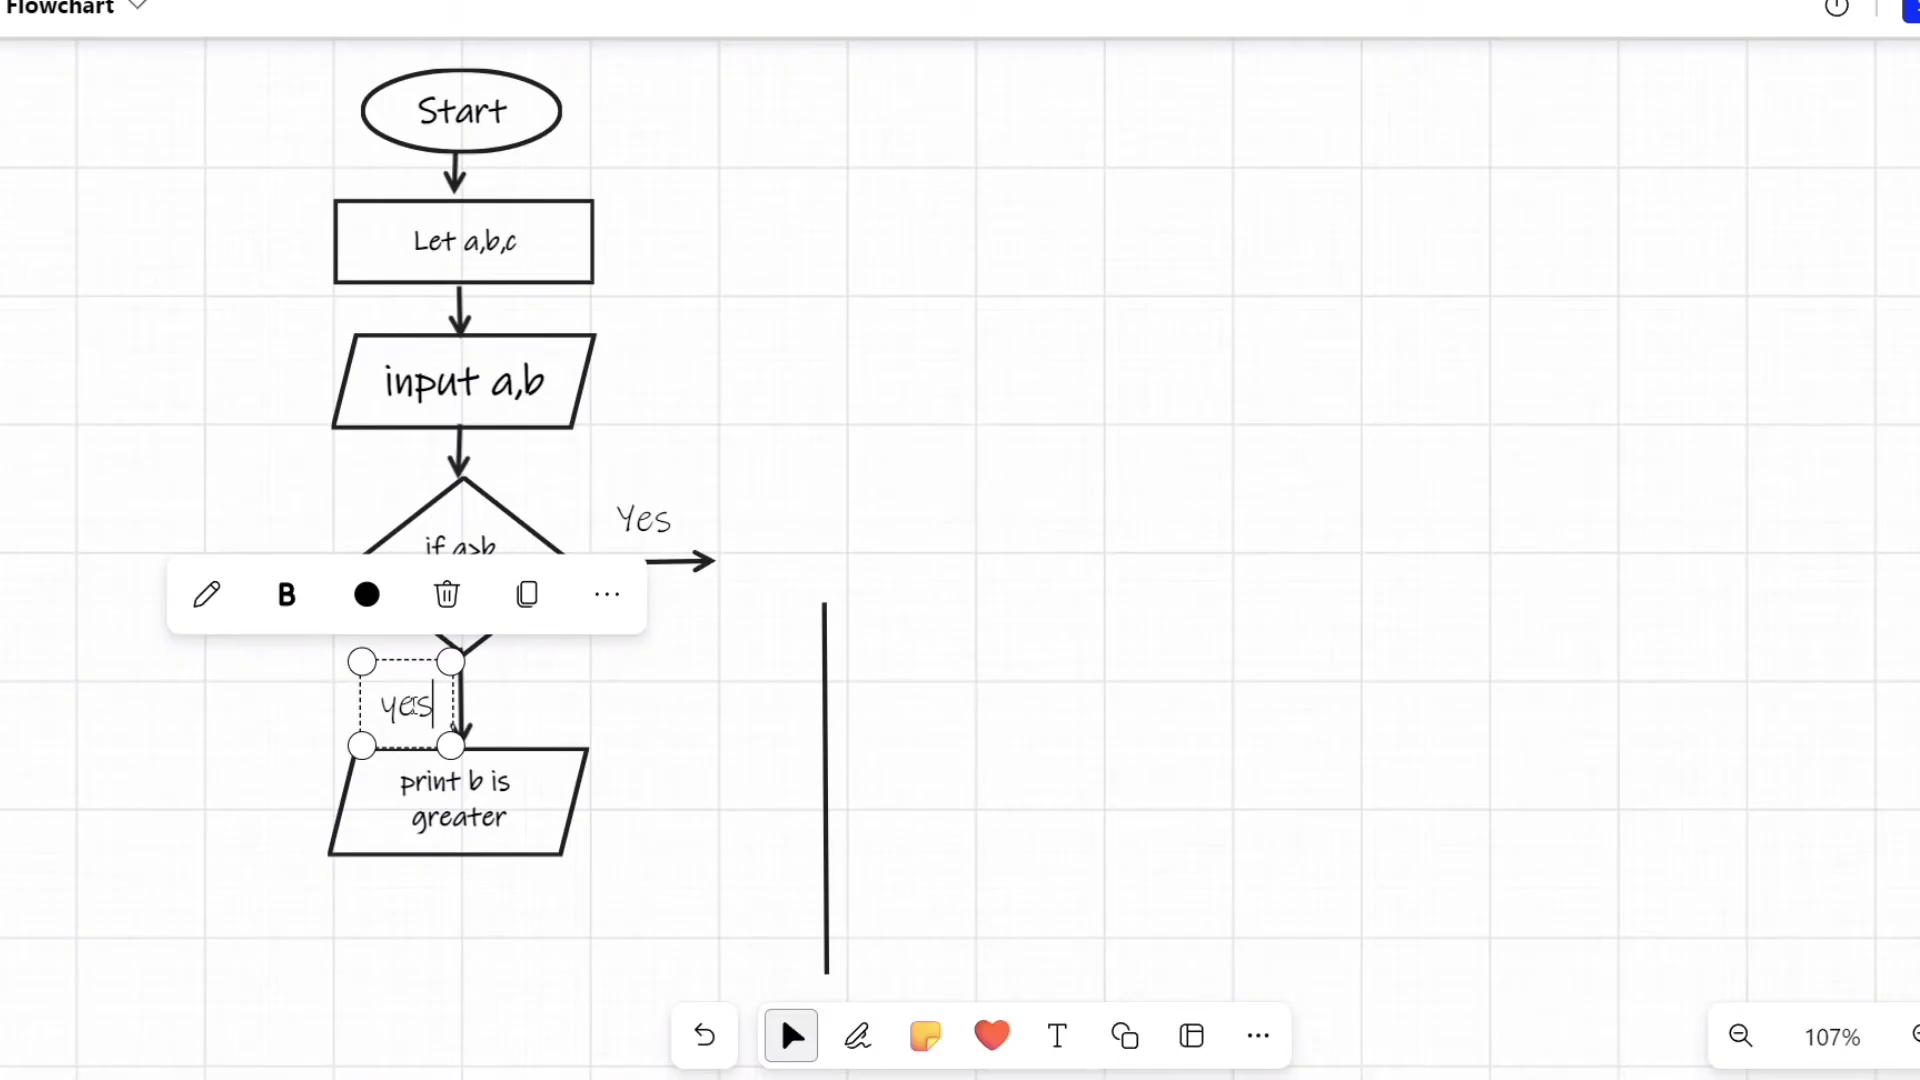 Flowchart
Start
Let a,b,c
input a,b
Yes
if a>b
B
yes
print b is
greater
T
107%